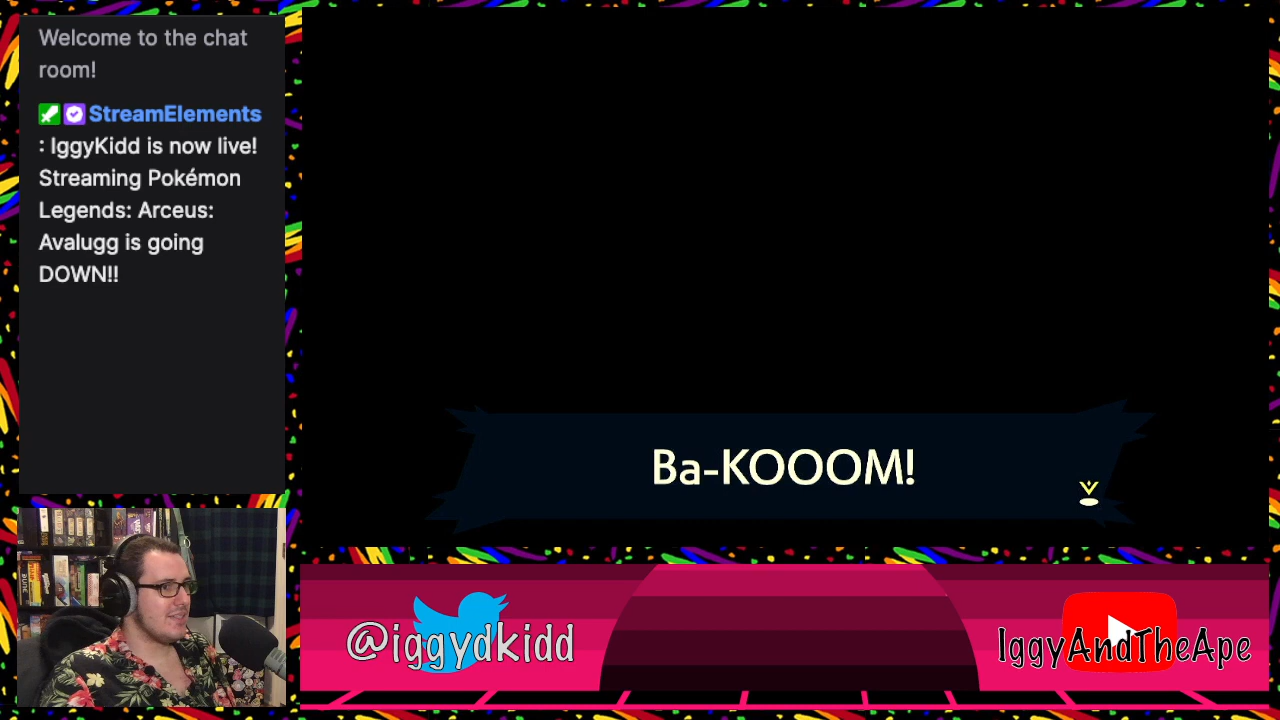 Welcome to the chat
room!
StreamElements
: IggyKidd is now live!
Streaming Pokémon
Legends: Arceus:
Avalugg is going
DOWN!!
Ba-KOOOM!
@iggydkidd
IggyAndTheApe